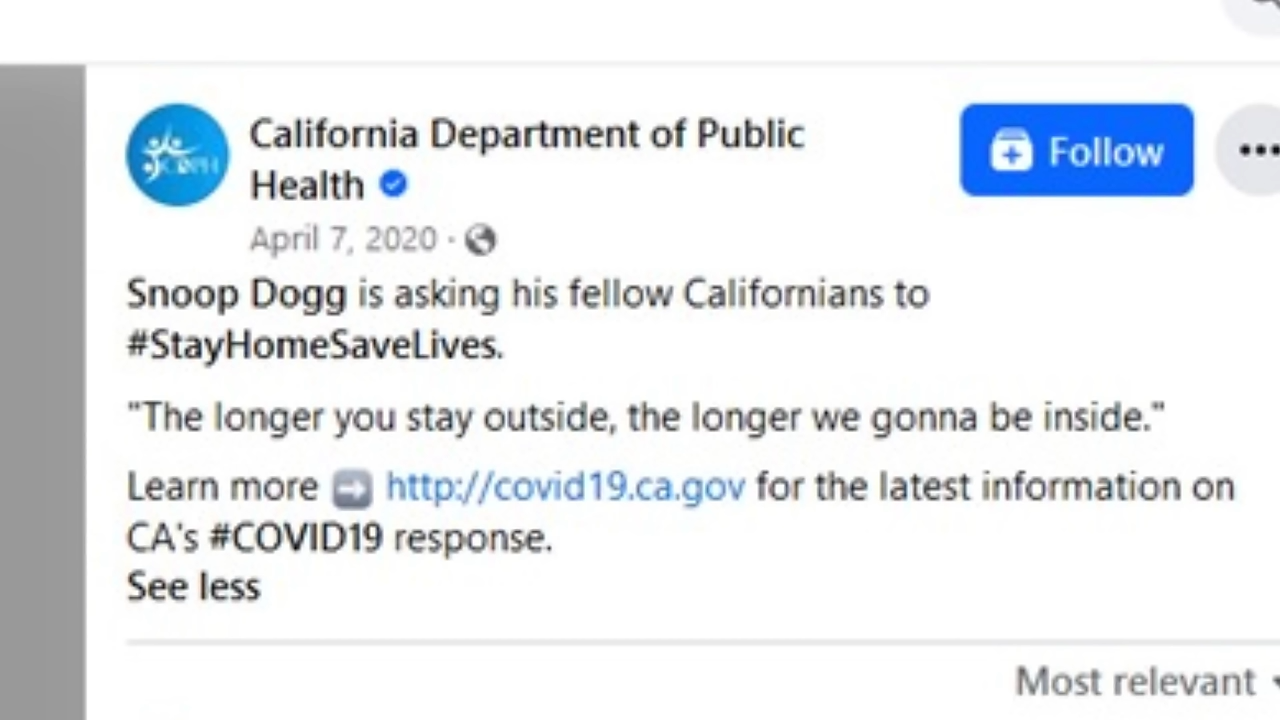 California Department of Public
Health
Follow
April 7, 2020 ·
Snoop Dogg is asking his fellow Californians to
#StayHomeSaveLives.
"The longer you stay outside, the longer we gonna be inside."
Learn more ➡️ http://covid19.ca.gov for the latest information on
CA's #COVID19 response.
See less
Most relevant